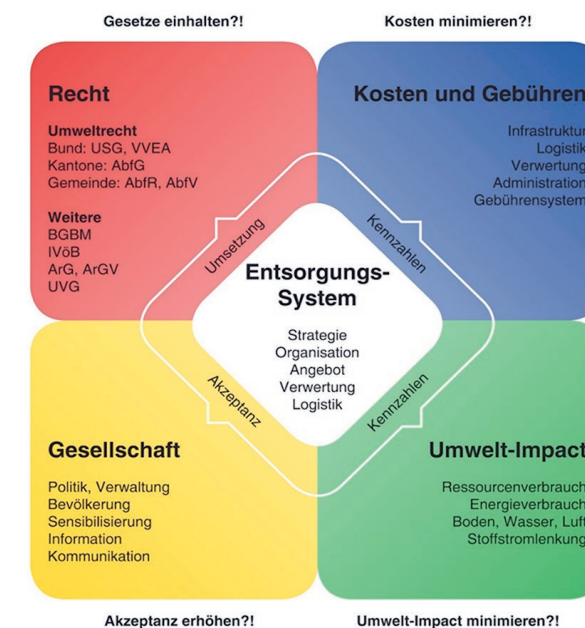 Gesetze einhalten?!
Kosten minimieren?!
Recht
Umweltrecht
Bund: USG, VVEA
Kantone: AbfG
Gemeinde: AbfR, AbfV
Weitere
BGBM
IVöB
ArG, ArGV
UVG
Kosten und Gebühren
Infrastruktur
Logistik
Verwertung
Administration
Gebührensystem
Umsetzung
Kennzahlen
Entsorgungs-
System
Strategie
Organisation
Angebot
Verwertung
Logistik
Akzeptanz
Kennzahlen
Gesellschaft
Politik, Verwaltung
Bevölkerung
Sensibilisierung
Information
Kommunikation
Umwelt-Impact
Ressourcenverbrauch
Energieverbrauch
Boden, Wasser, Luft
Stoffstromlenkung
Akzeptanz erhöhen?!
Umwelt-Impact minimieren?!